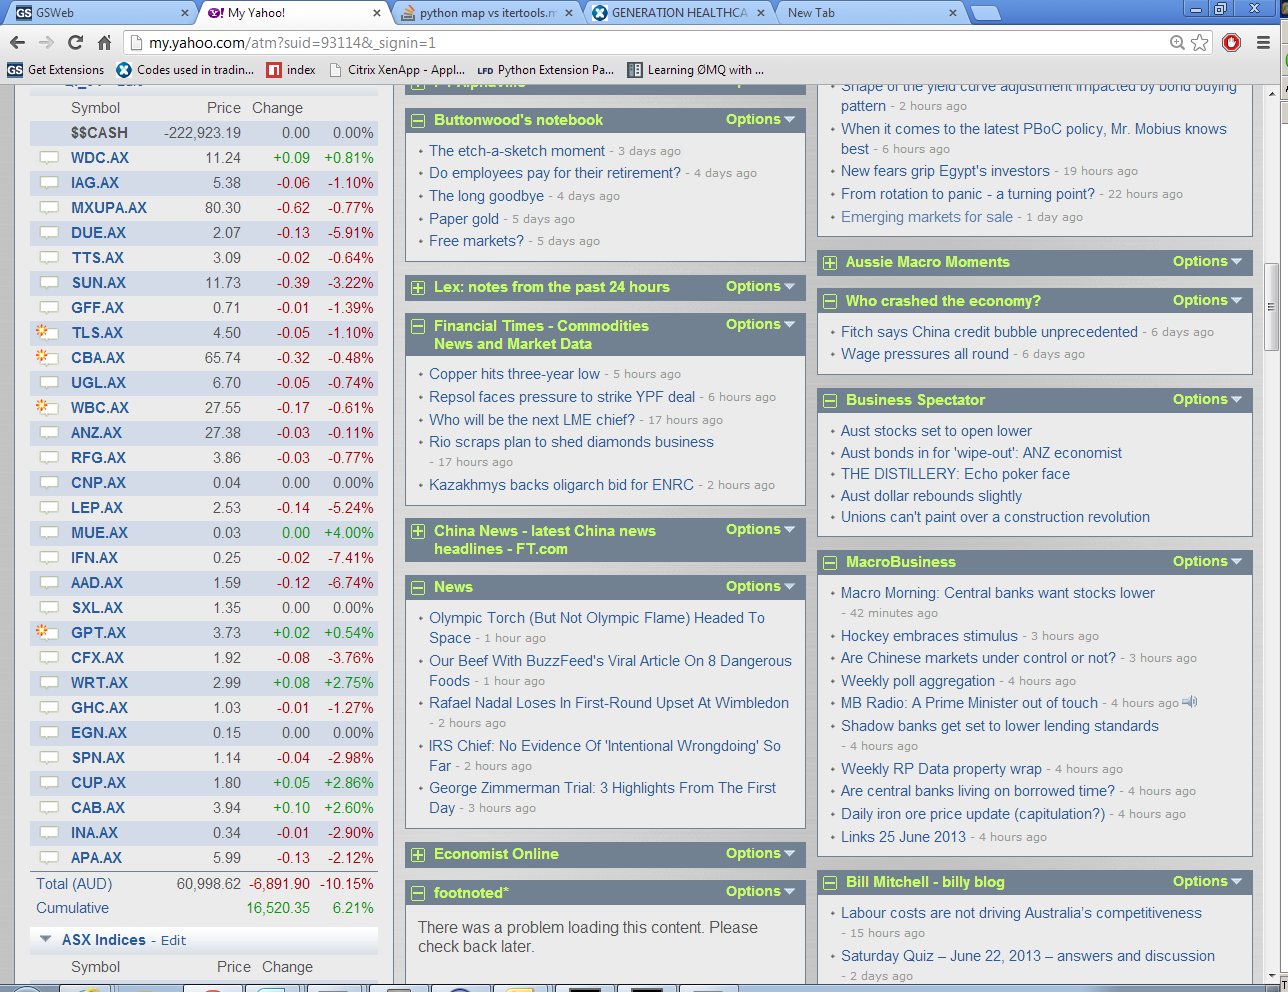 GSWeb
My Yahoo!
python map vs itertools.m
GENERATION HEALTHCA
New Tab
my.yahoo.com/atm?suid=93114&_signin=1
Get Extensions
Codes used in tradin...
index
Citrix XenApp - Appl...
LFD Python Extension Pa...
Learning ØMQ with ...
Symbol Price Change
$$CASH -222,923.19 0.00 0.00%
WDC.AX 11.24 +0.09 +0.81%
IAG.AX 5.38 -0.06 -1.10%
MXUPA.AX 80.30 -0.62 -0.77%
DUE.AX 2.07 -0.13 -5.91%
TTS.AX 3.09 -0.02 -0.64%
SUN.AX 11.73 -0.39 -3.22%
GFF.AX 0.71 -0.01 -1.39%
TLS.AX 4.50 -0.05 -1.10%
CBA.AX 65.74 -0.32 -0.48%
UGL.AX 6.70 -0.05 -0.74%
WBC.AX 27.55 -0.17 -0.61%
ANZ.AX 27.38 -0.03 -0.11%
RFG.AX 3.86 -0.03 -0.77%
CNP.AX 0.04 0.00 0.00%
LEP.AX 2.53 -0.14 -5.24%
MUE.AX 0.03 0.00 +4.00%
IFN.AX 0.25 -0.02 -7.41%
AAD.AX 1.59 -0.12 -6.74%
SXL.AX 1.35 0.00 0.00%
GPT.AX 3.73 +0.02 +0.54%
CFX.AX 1.92 -0.08 -3.76%
WRT.AX 2.99 +0.08 +2.75%
GHC.AX 1.03 -0.01 -1.27%
EGN.AX 0.15 0.00 0.00%
SPN.AX 1.14 -0.04 -2.98%
CUP.AX 1.80 +0.05 +2.86%
CAB.AX 3.94 +0.10 +2.60%
INA.AX 0.34 -0.01 -2.90%
APA.AX 5.99 -0.13 -2.12%
Total (AUD) 60,998.62 -6,891.90 -10.15%
Cumulative 16,520.35 6.21%
ASX Indices - Edit
Symbol Price Change
Buttonwood's notebook Options
The etch-a-sketch moment - 3 days ago
Do employees pay for their retirement? - 4 days ago
The long goodbye - 4 days ago
Paper gold - 5 days ago
Free markets? - 5 days ago
Lex: notes from the past 24 hours Options
Financial Times - Commodities Options
News and Market Data
Copper hits three-year low - 5 hours ago
Repsol faces pressure to strike YPF deal - 6 hours ago
Who will be the next LME chief? - 17 hours ago
Rio scraps plan to shed diamonds business
- 17 hours ago
Kazakhmys backs oligarch bid for ENRC - 2 hours ago
China News - latest China news Options
headlines - FT.com
News Options
Olympic Torch (But Not Olympic Flame) Headed To
Space - 1 hour ago
Our Beef With BuzzFeed's Viral Article On 8 Dangerous
Foods - 1 hour ago
Rafael Nadal Loses In First-Round Upset At Wimbledon
- 2 hours ago
IRS Chief: No Evidence Of 'Intentional Wrongdoing' So
Far - 2 hours ago
George Zimmerman Trial: 3 Highlights From The First
Day - 3 hours ago
Economist Online Options
footnoted* Options
There was a problem loading this content. Please
check back later.
Shape of the yield curve adjustment impacted by bond buying
pattern - 2 hours ago
When it comes to the latest PBoC policy, Mr. Mobius knows
best - 6 hours ago
New fears grip Egypt's investors - 19 hours ago
From rotation to panic - a turning point? - 22 hours ago
Emerging markets for sale - 1 day ago
Aussie Macro Moments Options
Who crashed the economy? Options
Fitch says China credit bubble unprecedented - 6 days ago
Wage pressures all round - 6 days ago
Business Spectator Options
Aust stocks set to open lower
Aust bonds in for 'wipe-out': ANZ economist
THE DISTILLERY: Echo poker face
Aust dollar rebounds slightly
Unions can't paint over a construction revolution
MacroBusiness Options
Macro Morning: Central banks want stocks lower
- 42 minutes ago
Hockey embraces stimulus - 3 hours ago
Are Chinese markets under control or not? - 3 hours ago
Weekly poll aggregation - 4 hours ago
MB Radio: A Prime Minister out of touch - 4 hours ago
Shadow banks get set to lower lending standards
- 4 hours ago
Weekly RP Data property wrap - 4 hours ago
Are central banks living on borrowed time? - 4 hours ago
Daily iron ore price update (capitulation?) - 4 hours ago
Links 25 June 2013 - 4 hours ago
Bill Mitchell - billy blog Options
Labour costs are not driving Australia's competitiveness
- 15 hours ago
Saturday Quiz – June 22, 2013 – answers and discussion
- 2 days ago